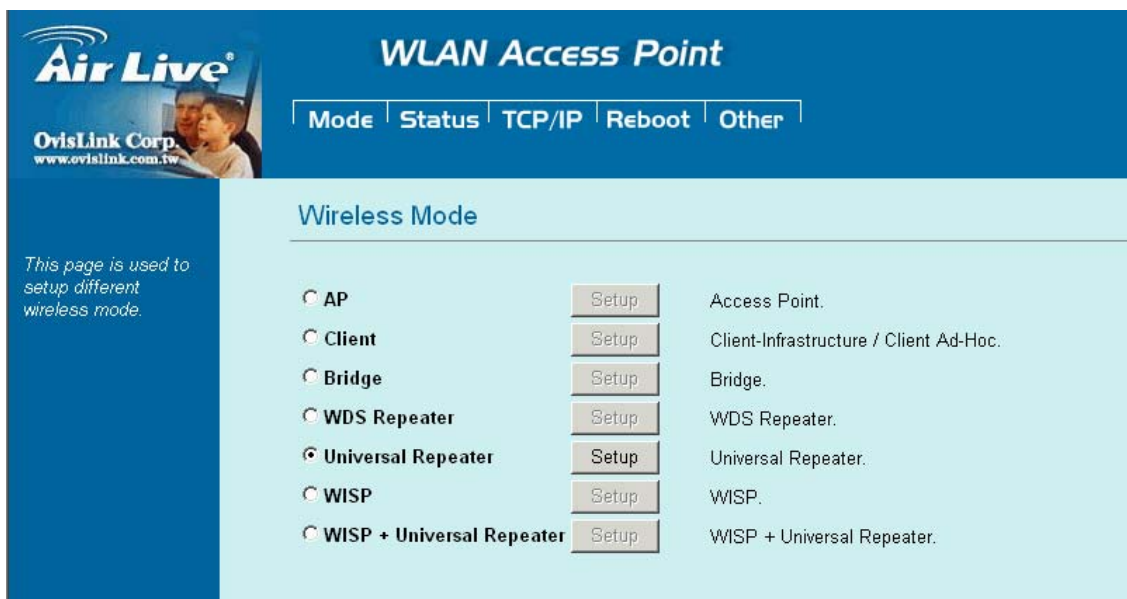 Air Live®
OvisLink Corp.
www.ovislink.com.tw
WLAN Access Point
Mode Status TCP/IP Reboot Other
This page is used to
setup different
wireless mode.
Wireless Mode
AP Setup Access Point.
Client Setup Client-Infrastructure / Client Ad-Hoc.
Bridge Setup Bridge.
WDS Repeater Setup WDS Repeater.
Universal Repeater Setup Universal Repeater.
WISP Setup WISP.
WISP + Universal Repeater Setup WISP + Universal Repeater.